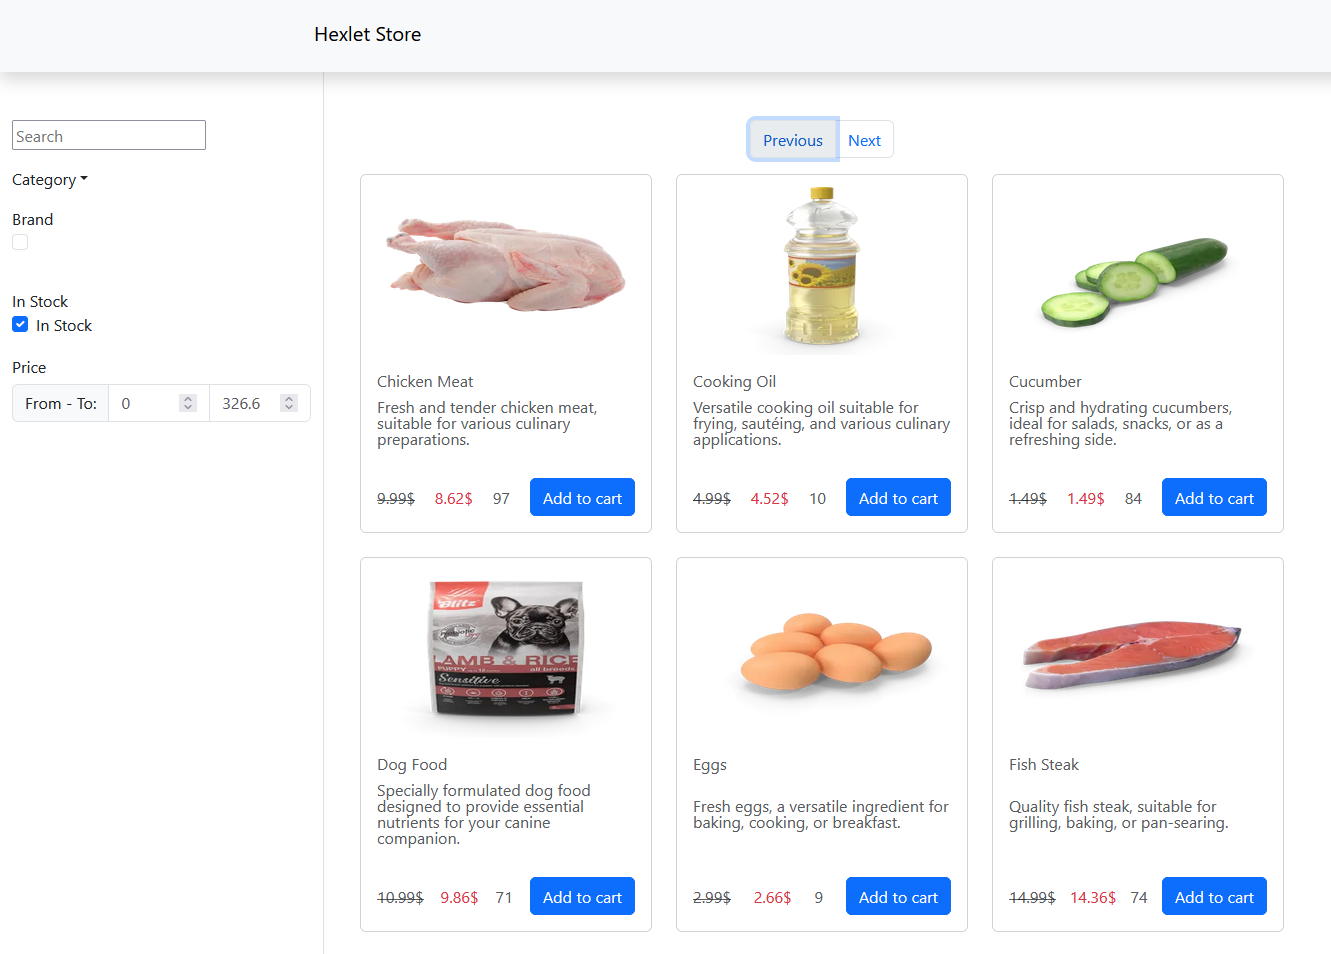 Hexlet Store
Search
Category
Brand
In Stock
In Stock
Price
From - To:
0
326.6
Previous
Next
Chicken Meat
Fresh and tender chicken meat,
suitable for various culinary
preparations.
9.99$ 8.62$ 97 Add to cart
Cooking Oil
Versatile cooking oil suitable for
frying, sautéing, and various culinary
applications.
4.99$ 4.52$ 10 Add to cart
Cucumber
Crisp and hydrating cucumbers,
ideal for salads, snacks, or as a
refreshing side.
1.49$ 1.49$ 84 Add to cart
Blitz
LAMB & RICE
PUPPY
all breeds
Sensitive
Dog Food
Specially formulated dog food
designed to provide essential
nutrients for your canine
companion.
10.99$ 9.86$ 71 Add to cart
Eggs
Fresh eggs, a versatile ingredient for
baking, cooking, or breakfast.
2.99$ 2.66$ 9 Add to cart
Fish Steak
Quality fish steak, suitable for
grilling, baking, or pan-searing.
14.99$ 14.36$ 74 Add to cart